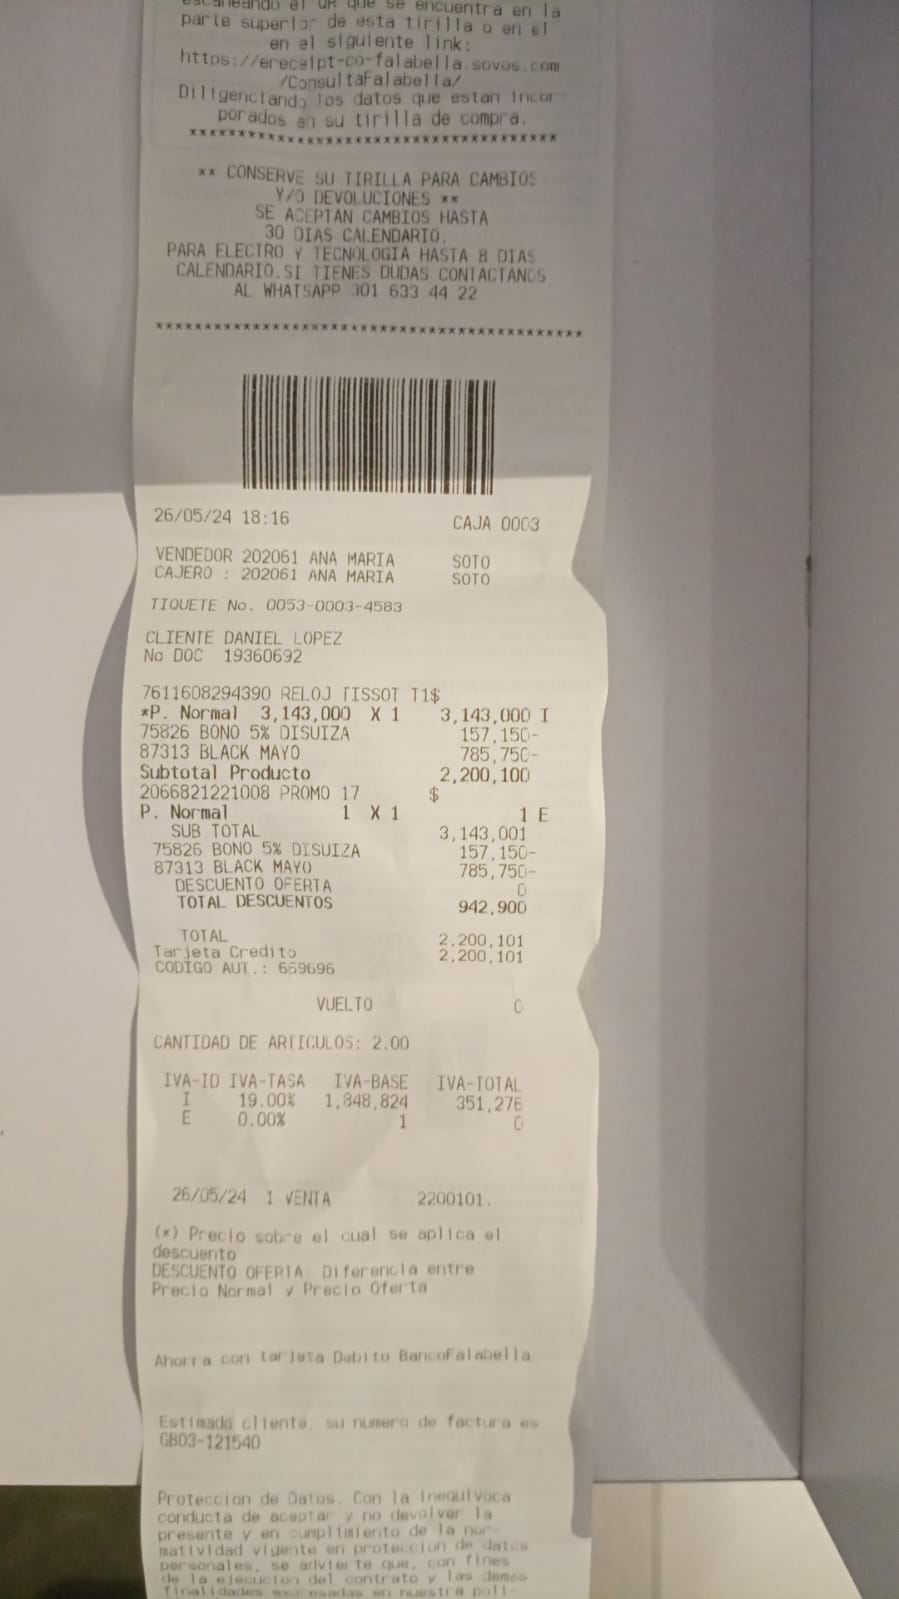 escaneando el QR que se encuentra en la
parte superior de esta tirilla o en el
en el siguiente link:
https://ereceipt-co-falabella.sovos.com
/ConsultaFalabella/
Diligenciando los datos que estan incor
porados en su tirilla de compra.
******************************************
** CONSERVE SU TIRILLA PARA CAMBIOS
Y/O DEVOLUCIONES **
SE ACEPTAN CAMBIOS HASTA
30 DIAS CALENDARIO.
PARA ELECTRO Y TECNOLOGIA HASTA 8 DIAS
CALENDARIO.SI TIENES DUDAS CONTACTANOS
AL WHATSAPP 301 633 44 22
********************************************
26/05/24 18:16 CAJA 0003
VENDEDOR 202061 ANA MARIA SOTO
CAJERO : 202061 ANA MARIA SOTO
TIQUETE No. 0053-0003-4583
CLIENTE DANIEL LOPEZ
No DOC 19360692
7611608294390 RELOJ TISSOT T1$
*P. Normal 3,143,000 X 1 3,143,000 I
75826 BONO 5% DISUIZA 157,150-
87313 BLACK MAYO 785,750-
Subtotal Producto 2,200,100
2066821221008 PROMO 17 $
P. Normal 1 X 1 1 E
SUB TOTAL 3,143,001
75826 BONO 5% DISUIZA 157,150-
87313 BLACK MAYO 785,750-
DESCUENTO OFERTA 0
TOTAL DESCUENTOS 942,900
TOTAL 2,200,101
Tarjeta Credito 2,200,101
CODIGO AUT.: 669696
VUELTO 0
CANTIDAD DE ARTICULOS: 2.00
IVA-ID IVA-TASA IVA-BASE IVA-TOTAL
I 19.00% 1,848,824 351,276
E 0.00% 1 0
26/05/24 1 VENTA 2200101.
(*) Precio sobre el cual se aplica el
descuento
DESCUENTO OFERTA: Diferencia entre
Precio Normal y Precio Oferta
Ahorra con tarjeta Debito BancoFalabella
Estimado cliente, su numero de factura es
GB03-121540
Proteccion de Datos. Con la inequivoca
conducta de aceptar y no devolver la
presente y en cumplimiento de la nor-
matividad vigente en proteccion de datos
personales, se advierte que, con fines
de la ejecucion del contrato y las demas
finalidades expresadas en nuestra poli-